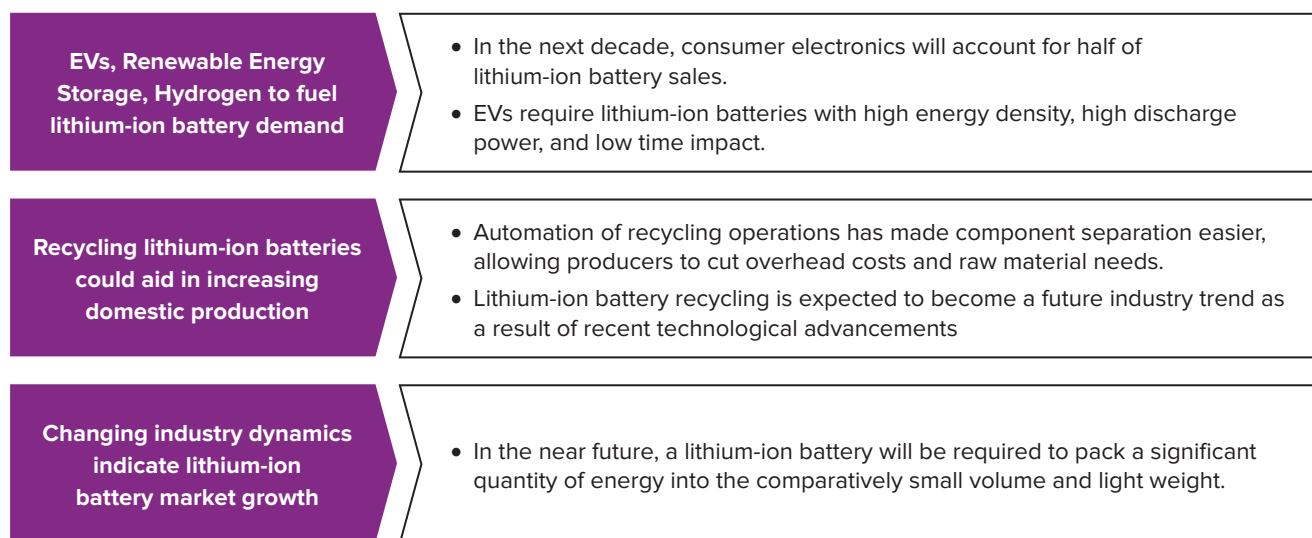 EVs, Renewable Energy
Storage, Hydrogen to fuel
lithium-ion battery demand
• In the next decade, consumer electronics will account for half of
lithium-ion battery sales.
• EVs require lithium-ion batteries with high energy density, high discharge
power, and low time impact.
Recycling lithium-ion batteries
could aid in increasing
domestic production
• Automation of recycling operations has made component separation easier,
allowing producers to cut overhead costs and raw material needs.
• Lithium-ion battery recycling is expected to become a future industry trend as
a result of recent technological advancements
Changing industry dynamics
indicate lithium-ion
battery market growth
• In the near future, a lithium-ion battery will be required to pack a significant
quantity of energy into the comparatively small volume and light weight.